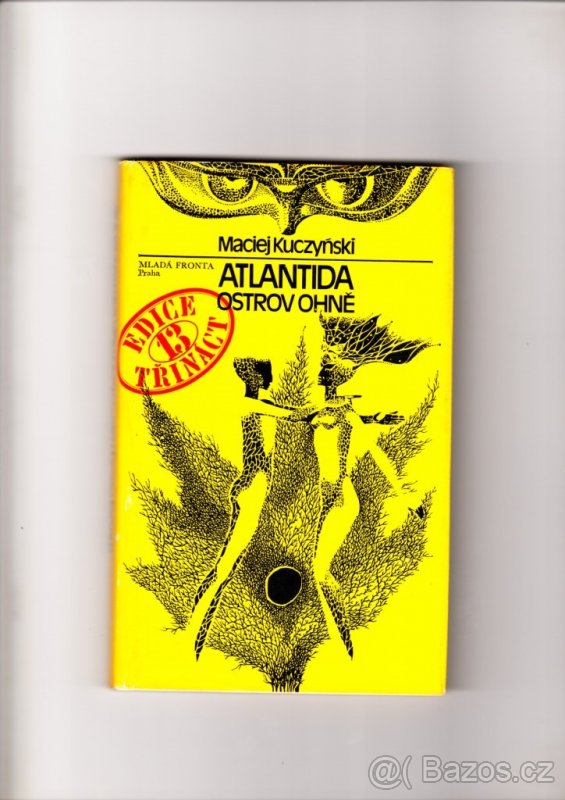 Maciej Kuczyński
MLADÁ FRONTA
Praha
ATLANTIDA
OSTROV OHNĚ
EDICE
13
TŘINÁCT
@ Bazos.cz